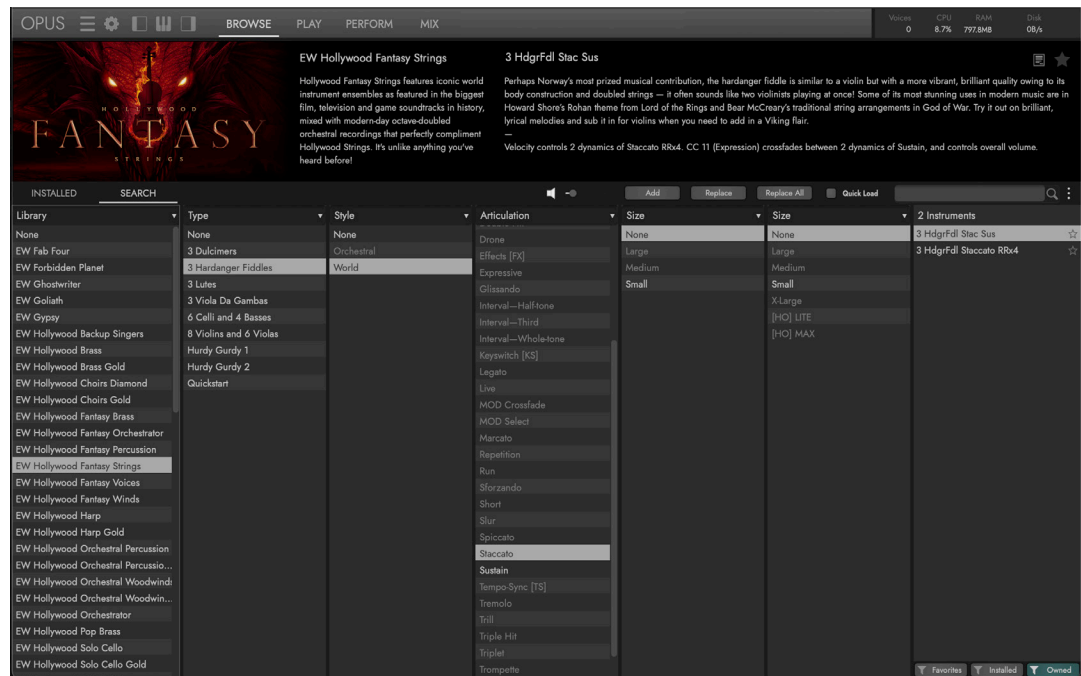 OPUS BROWSE PLAY PERFORM MIX
Voices CPU RAM Disk
0 8.7% 797.8MB 0B/s
HOLLYWOOD
FANTASY
STRINGS
EW Hollywood Fantasy Strings
Hollywood Fantasy Strings features iconic world
instrument ensembles as featured in the biggest
film, television and game soundtracks in history,
mixed with modern-day octave-doubled
orchestral recordings that perfectly compliment
Hollywood Strings. It's unlike anything you've
heard before!
3 HdgrFdl Stac Sus
Perhaps Norway's most prized musical contribution, the hardanger fiddle is similar to a violin but with a more vibrant, brilliant quality owing to its
body construction and doubled strings — it often sounds like two violinists playing at once! Some of its most stunning uses in modern music are in
Howard Shore's Rohan theme from Lord of the Rings and Bear McCreary's traditional string arrangements in God of War. Try it out on brilliant,
lyrical melodies and sub it in for violins when you need to add in a Viking flair.
—
Velocity controls 2 dynamics of Staccato RRx4. CC 11 (Expression) crossfades between 2 dynamics of Sustain, and controls overall volume.
INSTALLED SEARCH
Add Replace Replace All Quick Load
Library
None
EW Fab Four
EW Forbidden Planet
EW Ghostwriter
EW Goliath
EW Gypsy
EW Hollywood Backup Singers
EW Hollywood Brass
EW Hollywood Brass Gold
EW Hollywood Choirs Diamond
EW Hollywood Choirs Gold
EW Hollywood Fantasy Brass
EW Hollywood Fantasy Orchestrator
EW Hollywood Fantasy Percussion
EW Hollywood Fantasy Strings
EW Hollywood Fantasy Voices
EW Hollywood Fantasy Winds
EW Hollywood Harp
EW Hollywood Harp Gold
EW Hollywood Orchestral Percussion
EW Hollywood Orchestral Percussio...
EW Hollywood Orchestral Woodwinds
EW Hollywood Orchestral Woodwin...
EW Hollywood Orchestrator
EW Hollywood Pop Brass
EW Hollywood Solo Cello
EW Hollywood Solo Cello Gold
Type
None
3 Dulcimers
3 Hardanger Fiddles
3 Lutes
3 Viola Da Gambas
6 Celli and 4 Basses
8 Violins and 6 Violas
Hurdy Gurdy 1
Hurdy Gurdy 2
Quickstart
Style
None
Orchestral
World
Articulation
Drone
Effects [FX]
Expressive
Glissando
Interval—Half-tone
Interval—Third
Interval—Whole-tone
Keyswitch [KS]
Legato
Live
MOD Crossfade
MOD Select
Marcato
Repetition
Run
Sforzando
Short
Slur
Spiccato
Staccato
Sustain
Tempo-Sync [TS]
Tremolo
Trill
Triple Hit
Triplet
Trompette
Size
None
Large
Medium
Small
Size
None
Large
Medium
Small
X-Large
[HO] LITE
[HO] MAX
2 Instruments
3 HdgrFdl Stac Sus
3 HdgrFdl Staccato RRx4
Favorites Installed Owned